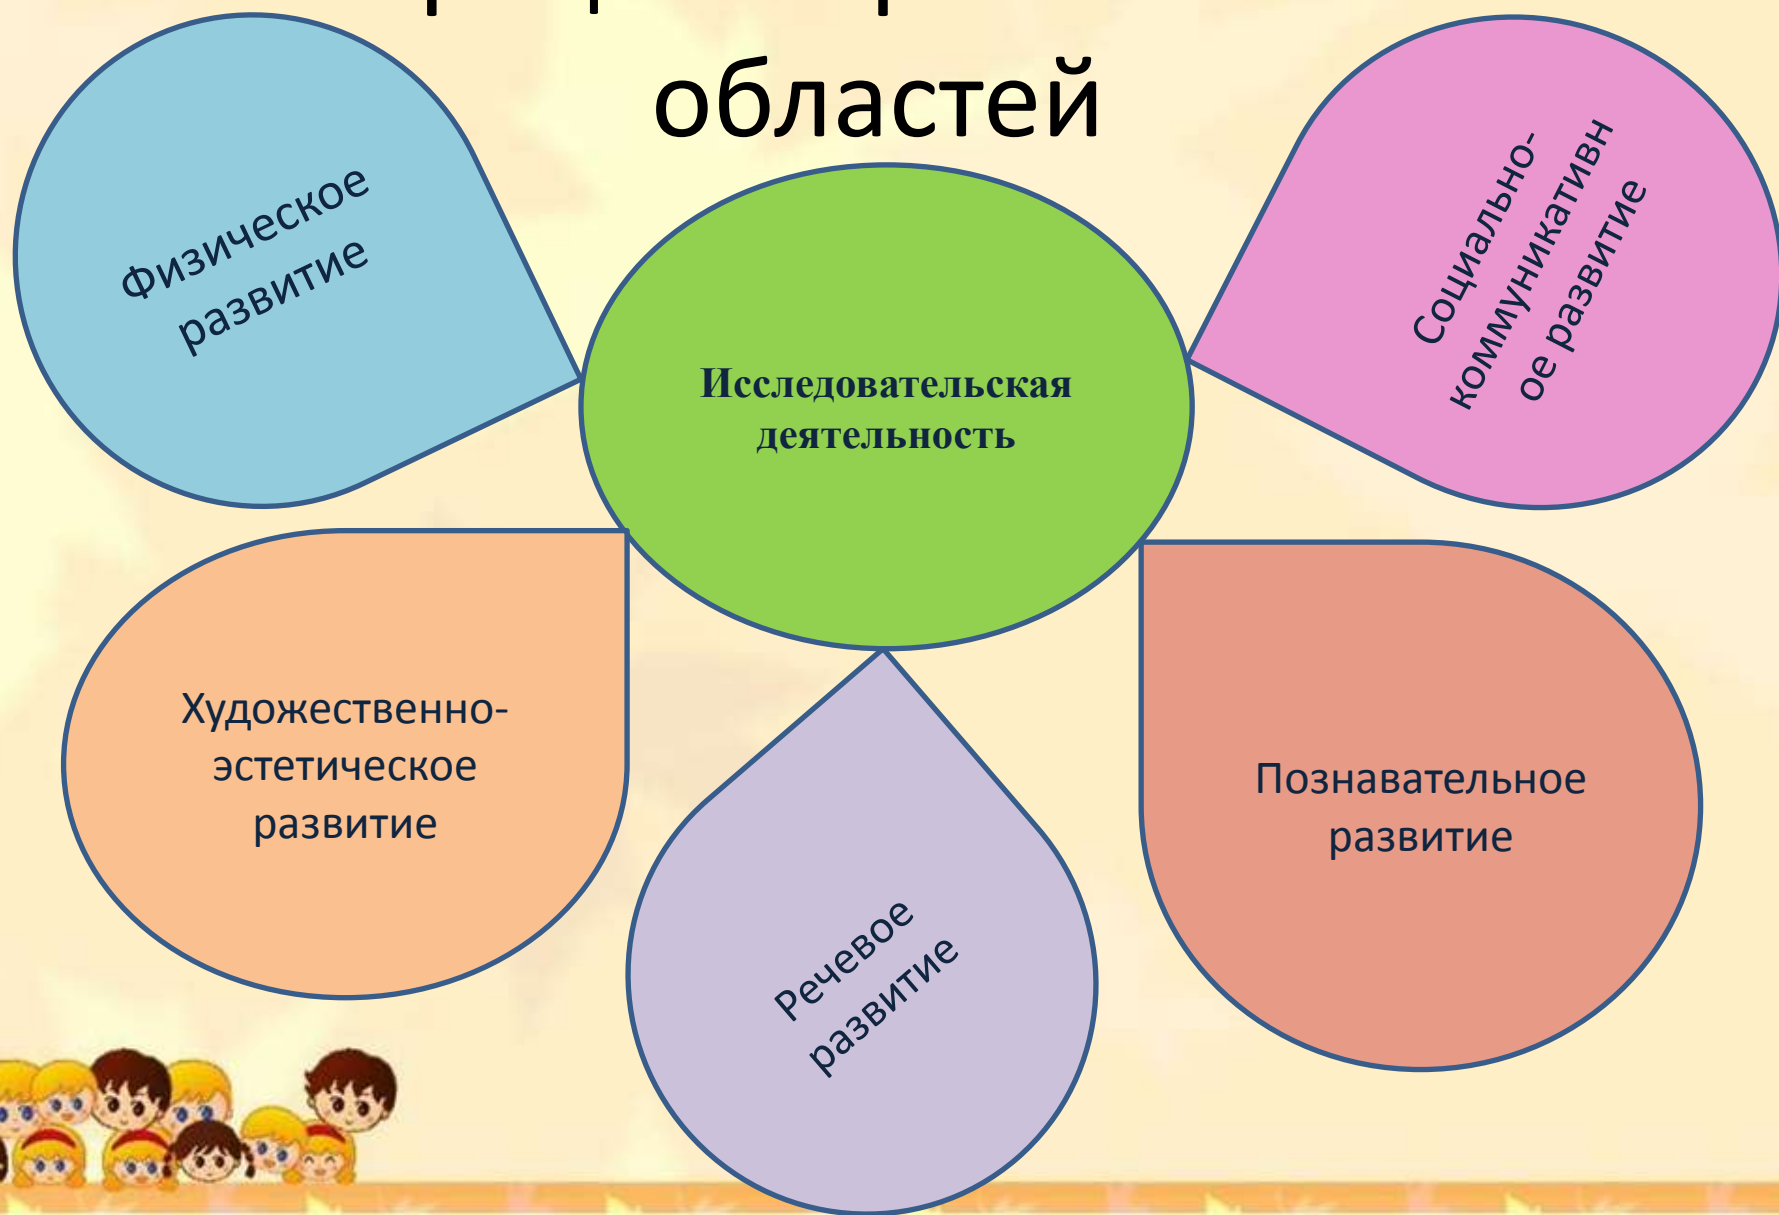 областей
Физическое
развитие
Социально-
коммуникативн
ое развитие
Исследовательская
деятельность
Художественно-
эстетическое
развитие
Познавательное
развитие
Речевое
развитие